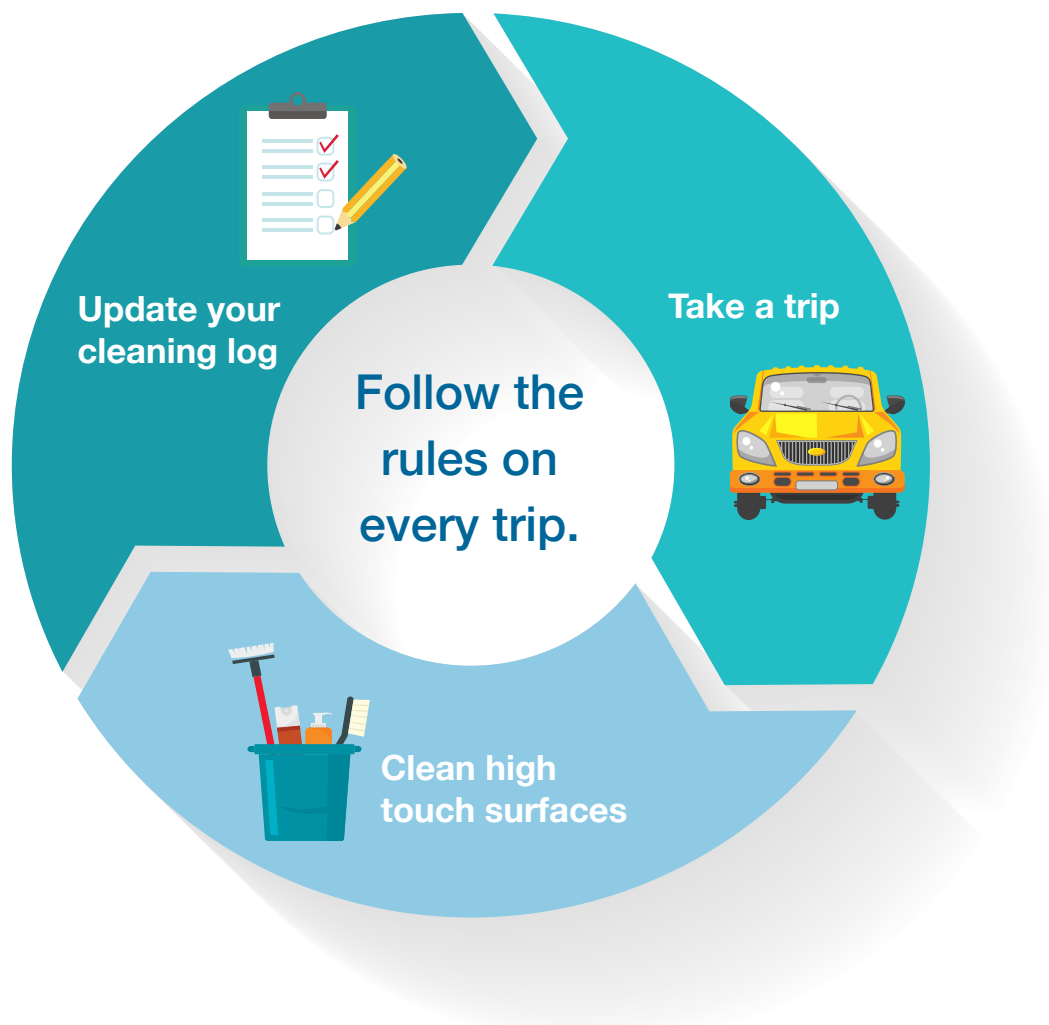 Update your
cleaning log
Take a trip
Follow the
rules on
every trip.
Clean high
touch surfaces